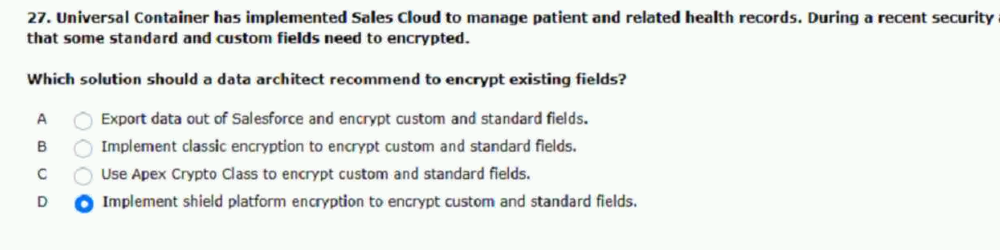 27. Universal Container has implemented Sales Cloud to manage patient and related health records. During a recent security
that some standard and custom fields need to encrypted.
Which solution should a data architect recommend to encrypt existing fields?
A Export data out of Salesforce and encrypt custom and standard fields.
B Implement classic encryption to encrypt custom and standard fields.
C Use Apex Crypto Class to encrypt custom and standard fields.
D Implement shield platform encryption to encrypt custom and standard fields.